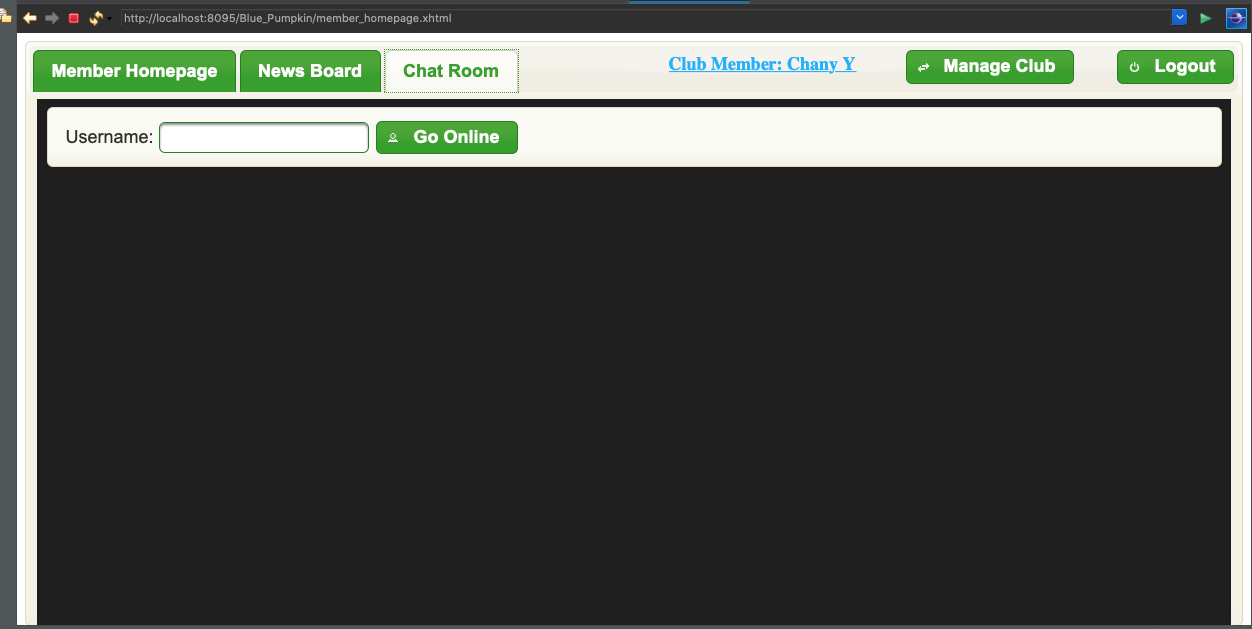 http://localhost:8095/Blue_Pumpkin/member_homepage.xhtml
Member Homepage
News Board
Chat Room
Club Member: Chany Y
Manage Club
Logout
Username:
Go Online